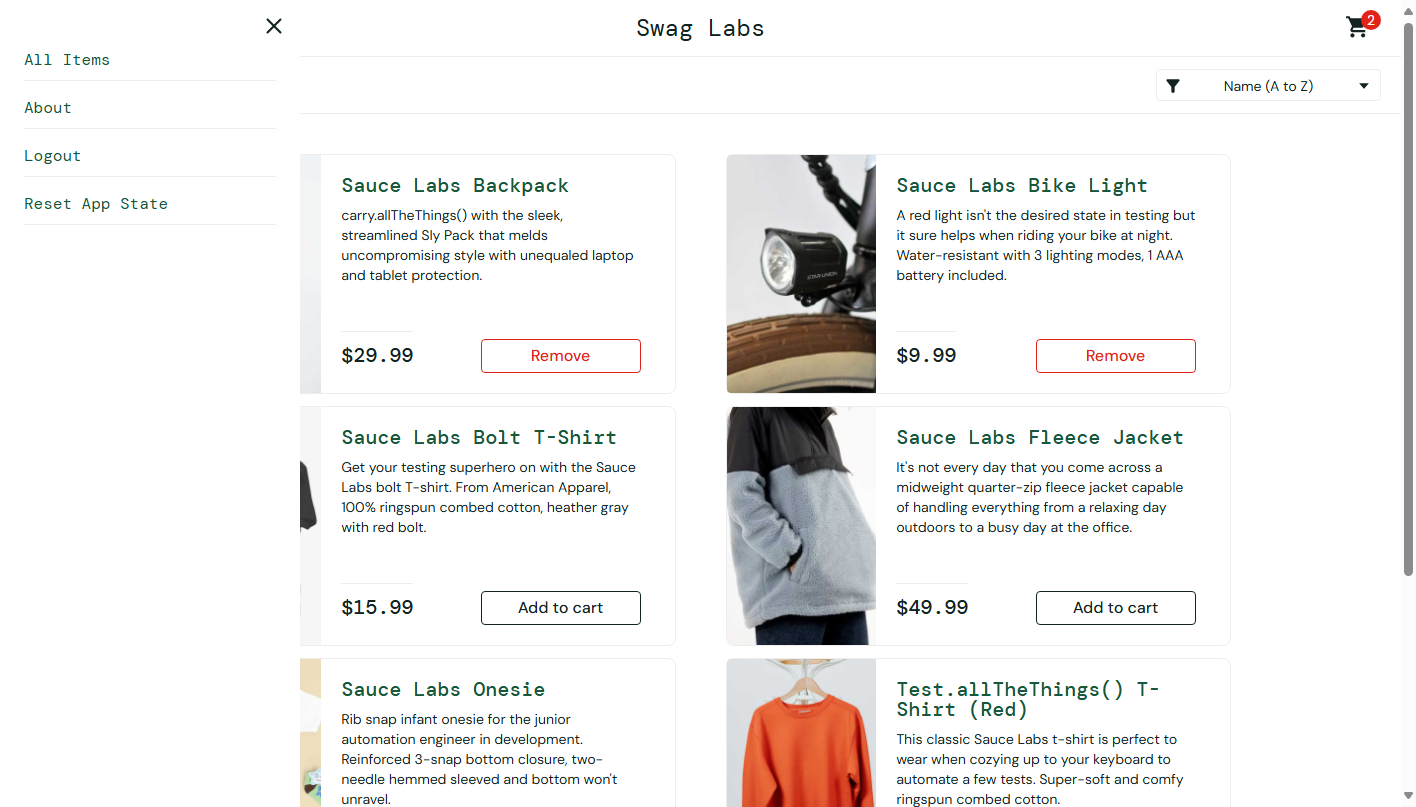 Swag Labs
2
All Items
About
Logout
Reset App State
Name (A to Z)
Sauce Labs Backpack
carry.allTheThings() with the sleek,
streamlined Sly Pack that melds
uncompromising style with unequaled laptop
and tablet protection.
$29.99
Remove
Sauce Labs Bike Light
A red light isn't the desired state in testing but
it sure helps when riding your bike at night.
Water-resistant with 3 lighting modes, 1 AAA
battery included.
$9.99
Remove
STAR UNION
Sauce Labs Bolt T-Shirt
Get your testing superhero on with the Sauce
Labs bolt T-shirt. From American Apparel,
100% ringspun combed cotton, heather gray
with red bolt.
$15.99
Add to cart
Sauce Labs Fleece Jacket
It's not every day that you come across a
midweight quarter-zip fleece jacket capable
of handling everything from a relaxing day
outdoors to a busy day at the office.
$49.99
Add to cart
Sauce Labs Onesie
Rib snap infant onesie for the junior
automation engineer in development.
Reinforced 3-snap bottom closure, two-
needle hemmed sleeved and bottom won't
unravel.
Test.allTheThings() T-
Shirt (Red)
This classic Sauce Labs t-shirt is perfect to
wear when cozying up to your keyboard to
automate a few tests. Super-soft and comfy
ringspun combed cotton.